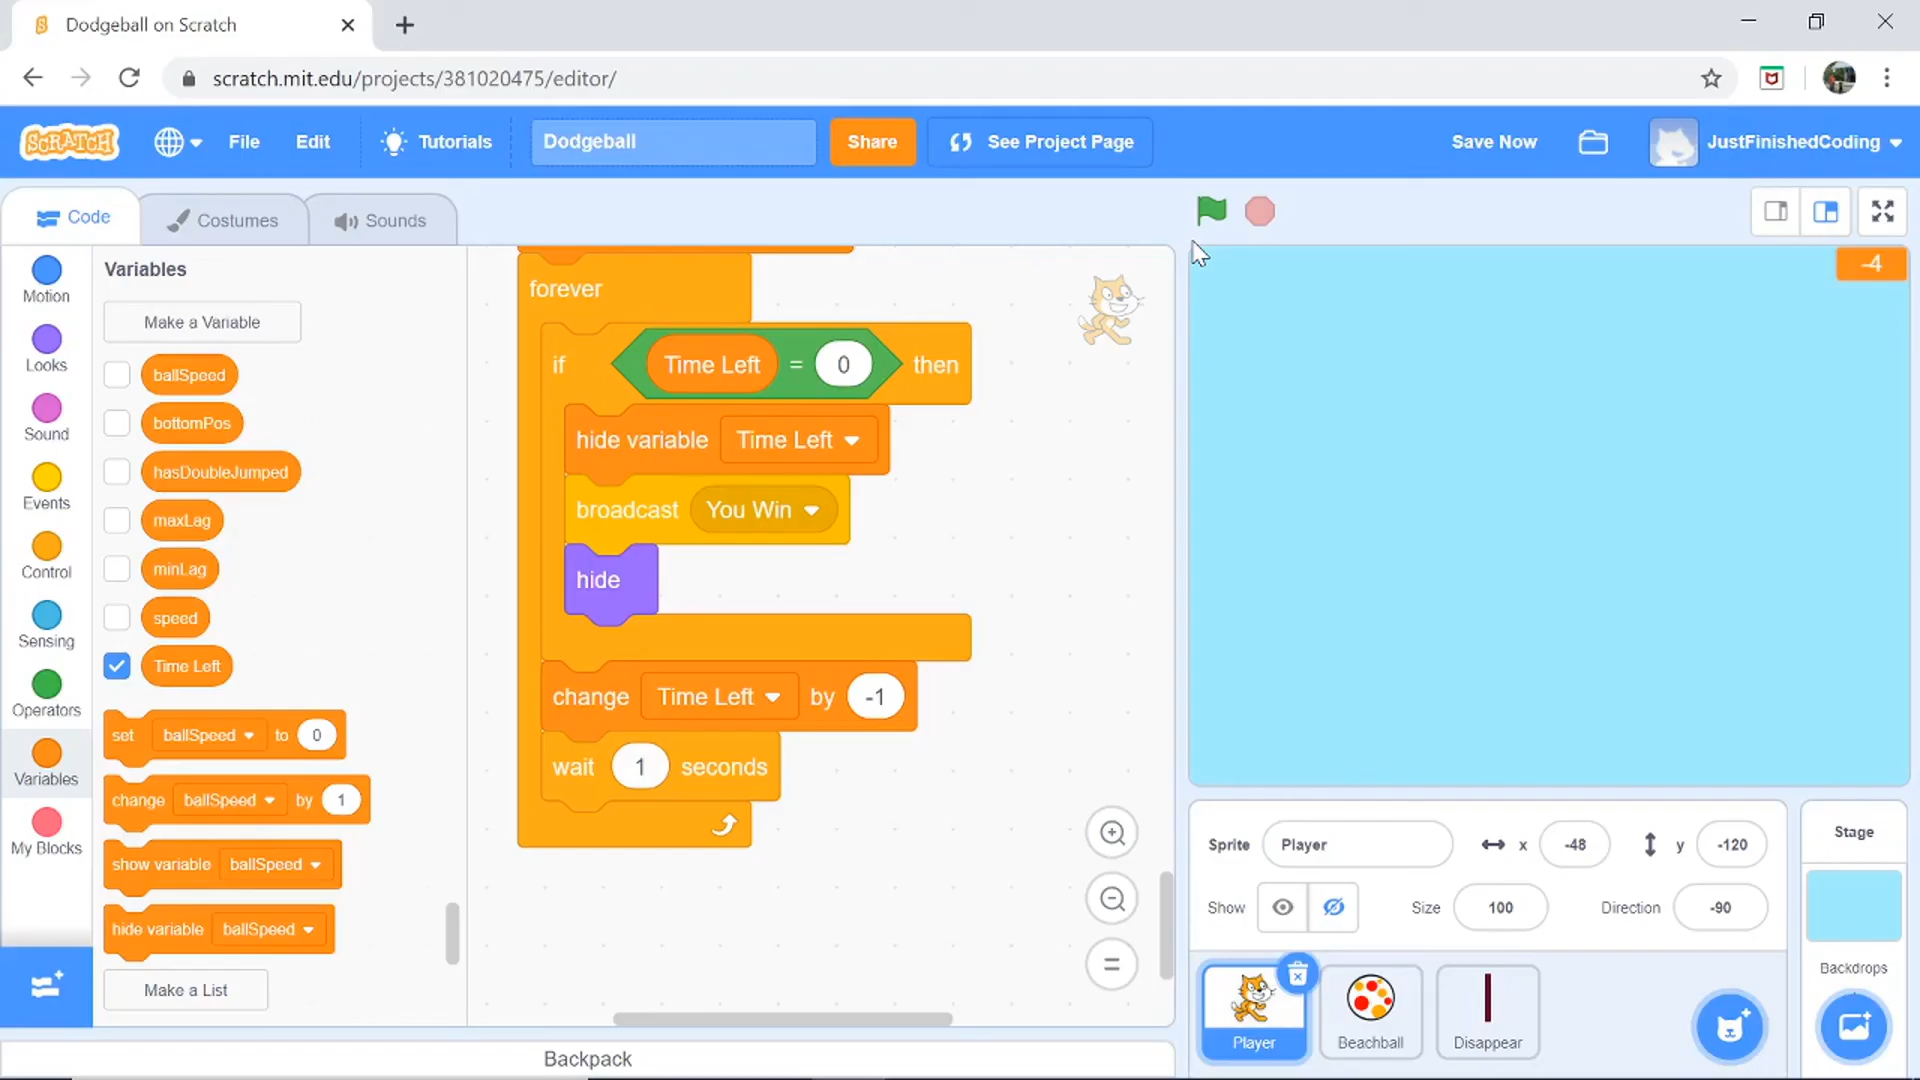 Dodgeball on Scratch
scratch.mit.edu/projects/381020475/editor/
SCRATCH
File
Edit
Tutorials
Dodgeball
Share
See Project Page
Save Now
JustFinishedCoding
Code
Costumes
Sounds
Motion
Looks
Sound
Events
Control
Sensing
Operators
Variables
My Blocks
Variables
Make a Variable
ballSpeed
bottomPos
hasDoubleJumped
maxLag
minLag
speed
Time Left
set ballSpeed to 0
change ballSpeed by 1
show variable ballSpeed
hide variable ballSpeed
Make a List
forever
if Time Left = 0 then
hide variable Time Left
broadcast You Win
hide
change Time Left by -1
wait 1 seconds
Backpack
-4
Sprite Player x -48 y -120
Show Size 100 Direction -90
Player
Beachball
Disappear
Stage
Backdrops